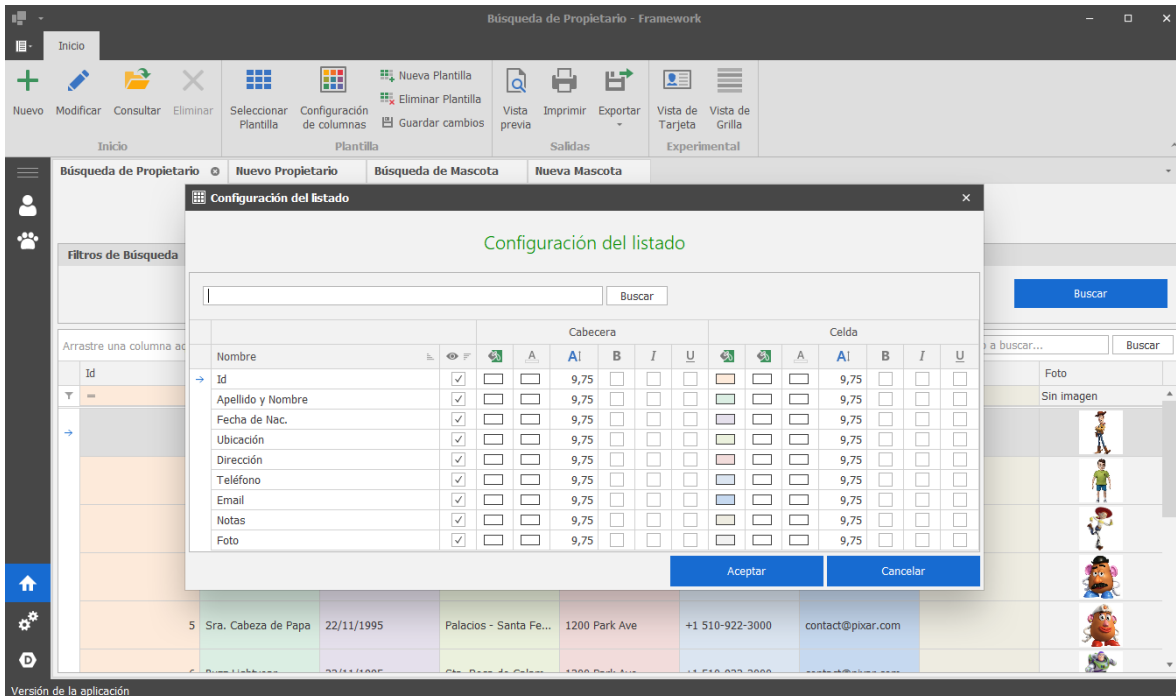 Búsqueda de Propietario - Framework
Inicio
Nuevo Modificar Consultar Eliminar
Inicio
Seleccionar Plantilla
Configuración de columnas
Nueva Plantilla
Eliminar Plantilla
Guardar cambios
Plantilla
Vista previa
Imprimir
Exportar
Salidas
Vista de Tarjeta
Vista de Grilla
Experimental
Búsqueda de Propietario Nuevo Propietario Búsqueda de Mascota Nueva Mascota
Configuración del listado
Configuración del listado
Filtros de Búsqueda
Buscar
Buscar
Arrastre una columna
a buscar... Buscar
Cabecera Celda
Nombre A A B I U A A B I U
Id Foto
Sin imagen
Id 9,75 9,75
Apellido y Nombre 9,75 9,75
Fecha de Nac. 9,75 9,75
Ubicación 9,75 9,75
Dirección 9,75 9,75
Teléfono 9,75 9,75
Email 9,75 9,75
Notas 9,75 9,75
Foto 9,75 9,75
Aceptar Cancelar
5 Sra. Cabeza de Papa 22/11/1995 Palacios - Santa Fe... 1200 Park Ave +1 510-922-3000 contact@pixar.com
D
Versión de la aplicación